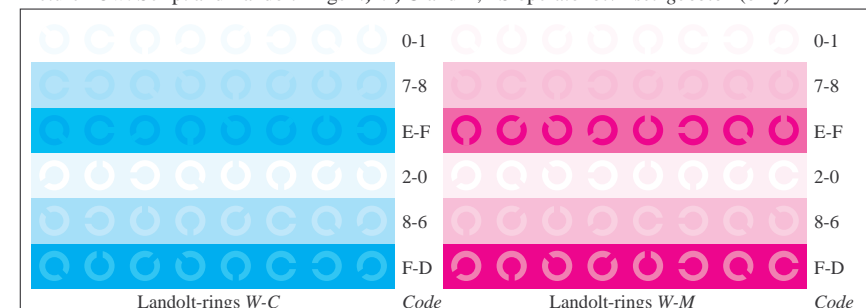 0-1 0-1
7-8 7-8
E-F E-F
2-0 2-0
8-6 8-6
F-D F-D
Landolt-rings W-C Code Landolt-rings W-M Code